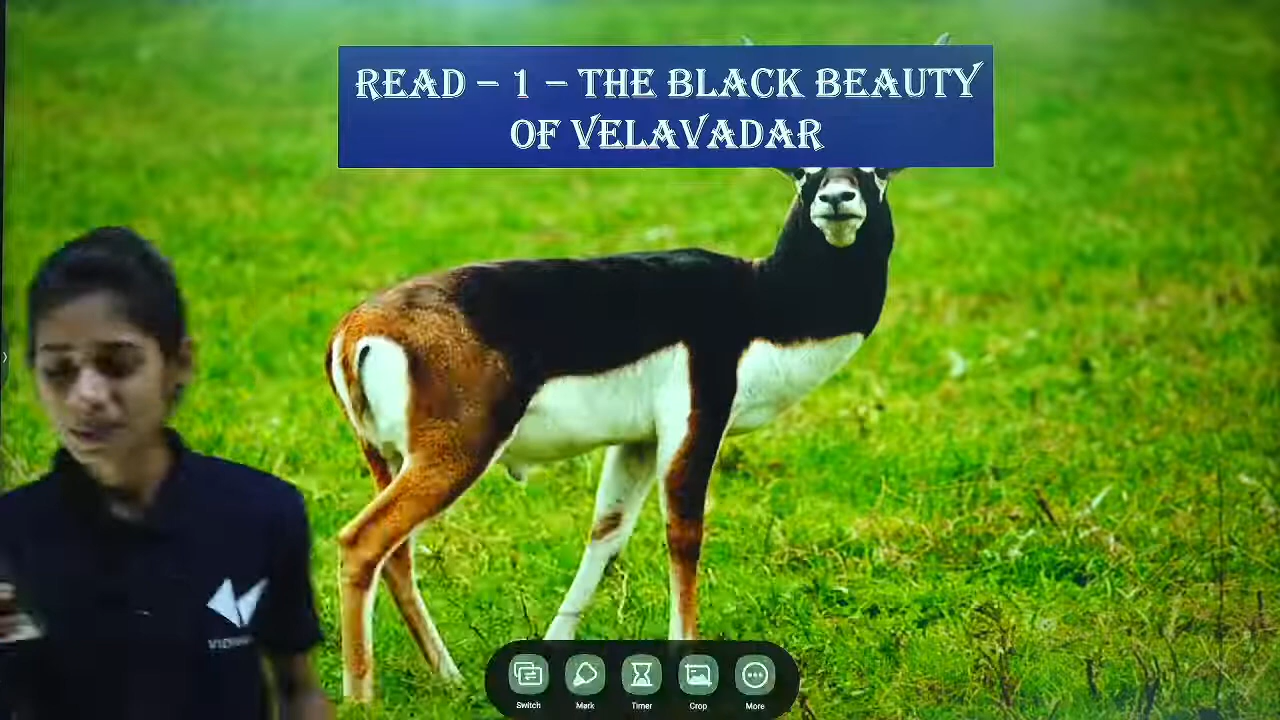 READ – 1 – THE BLACK BEAUTY
OF VELAVADAR
Switch
Mark
Timer
Crop
More